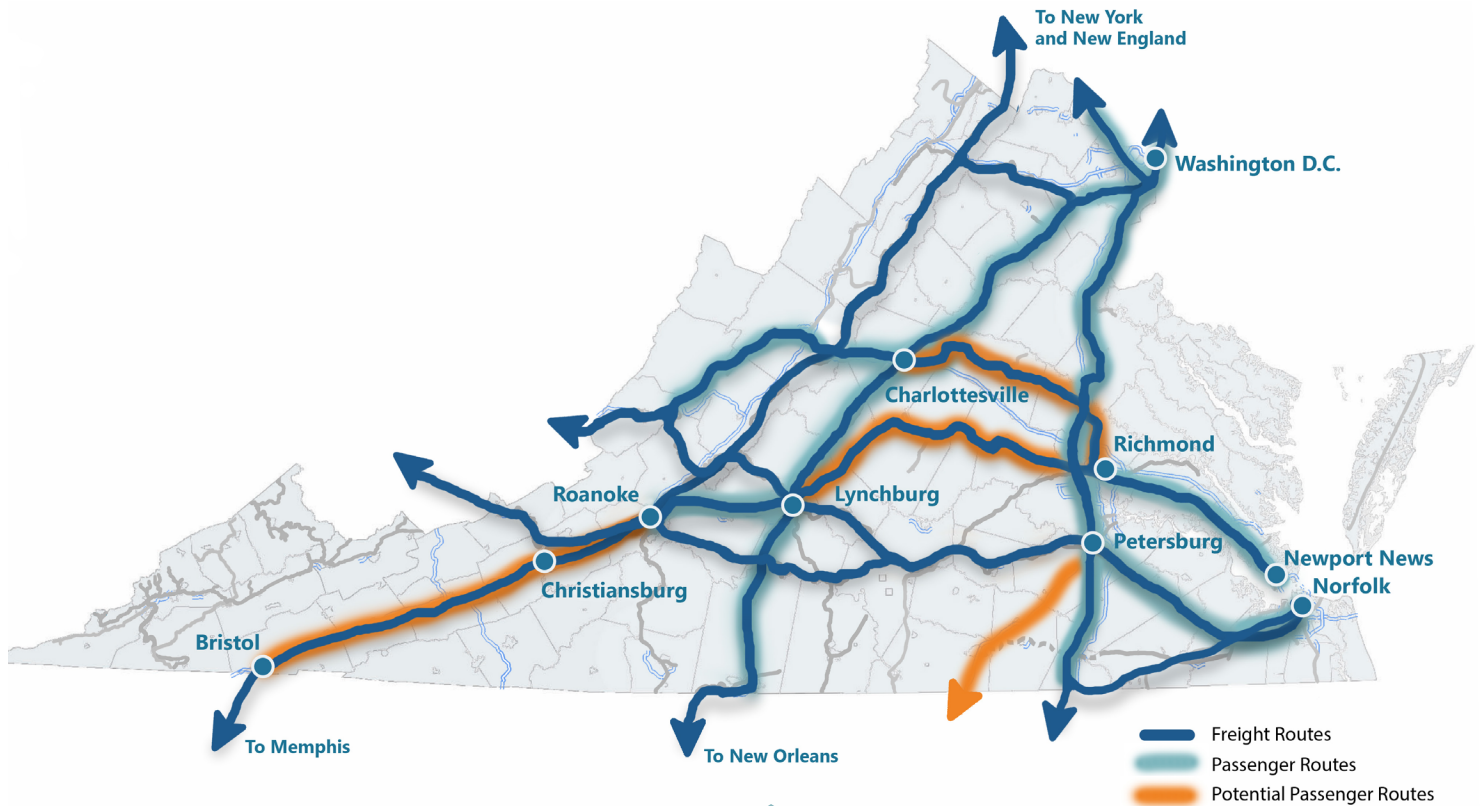 To New York
and New England
Washington D.C.
Charlottesville
Richmond
Roanoke
Lynchburg
Petersburg
Newport News
Norfolk
Christiansburg
Bristol
To Memphis
To New Orleans
Freight Routes
Passenger Routes
Potential Passenger Routes